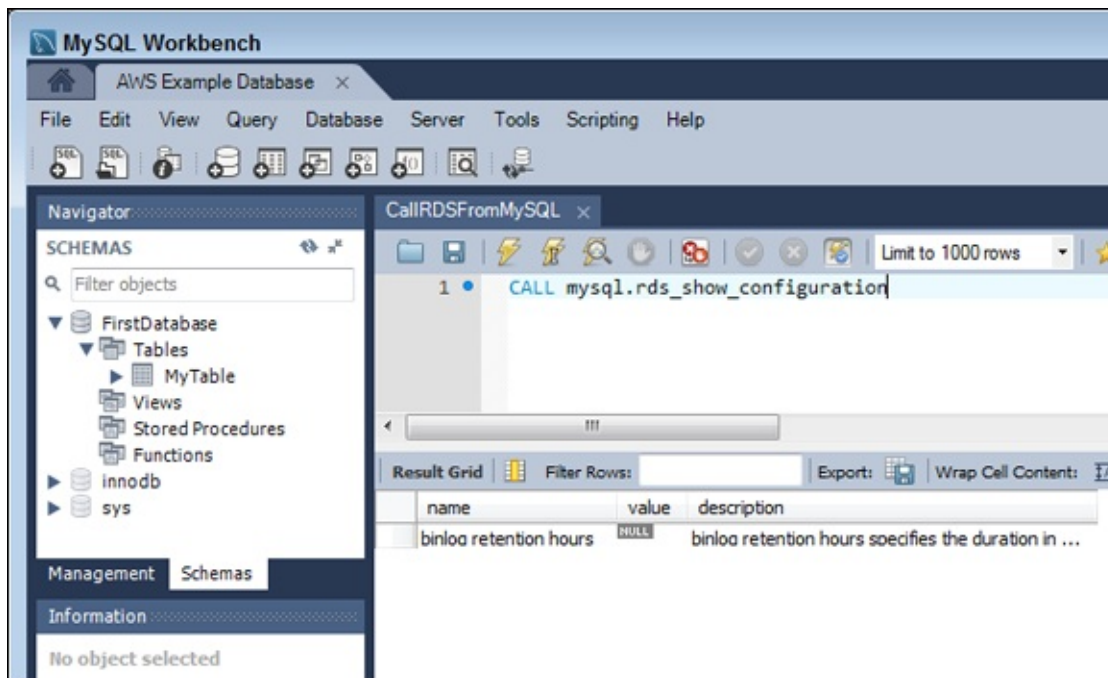 MySQL Workbench
AWS Example Database
File Edit View Query Database Server Tools Scripting Help
SQL SQL
Navigator
SCHEMAS
Filter objects
FirstDatabase
Tables
MyTable
Views
Stored Procedures
Functions
innodb
sys
Management Schemas
Information
No object selected
CallRDSFromMySQL
Limit to 1000 rows
1 CALL mysql.rds_show_configuration
Result Grid Filter Rows: Export: Wrap Cell Content:
name value description
binlog retention hours NULL binlog retention hours specifies the duration in ...